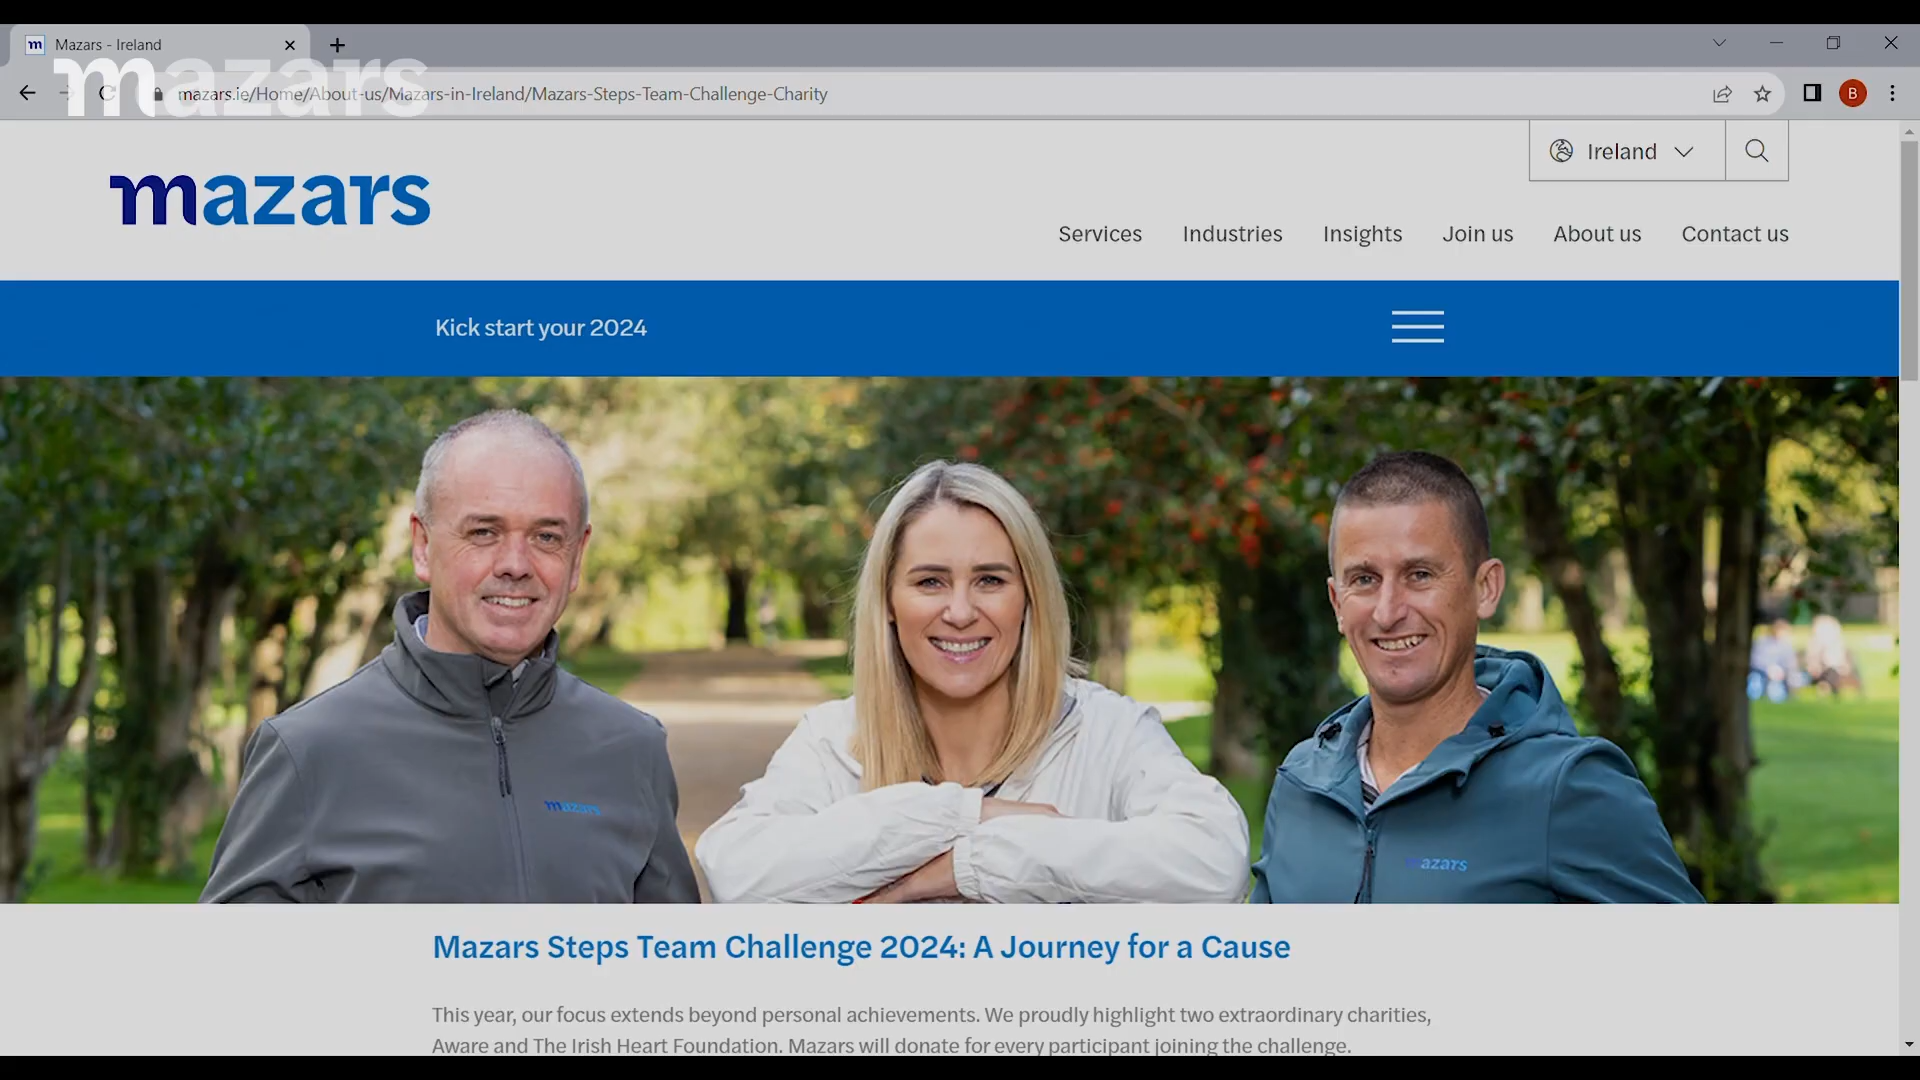 Mazars - Ireland
mazars
mazars.ie/Home/About-us/Mazars-in-Ireland/Mazars-Steps-Team-Challenge-Charity
B
Ireland
mazars
Services Industries Insights Join us About us Contact us
Kick start your 2024
mazars
mazars
Mazars Steps Team Challenge 2024: A Journey for a Cause
This year, our focus extends beyond personal achievements. We proudly highlight two extraordinary charities,
Aware and The Irish Heart Foundation. Mazars will donate for every participant joining the challenge.